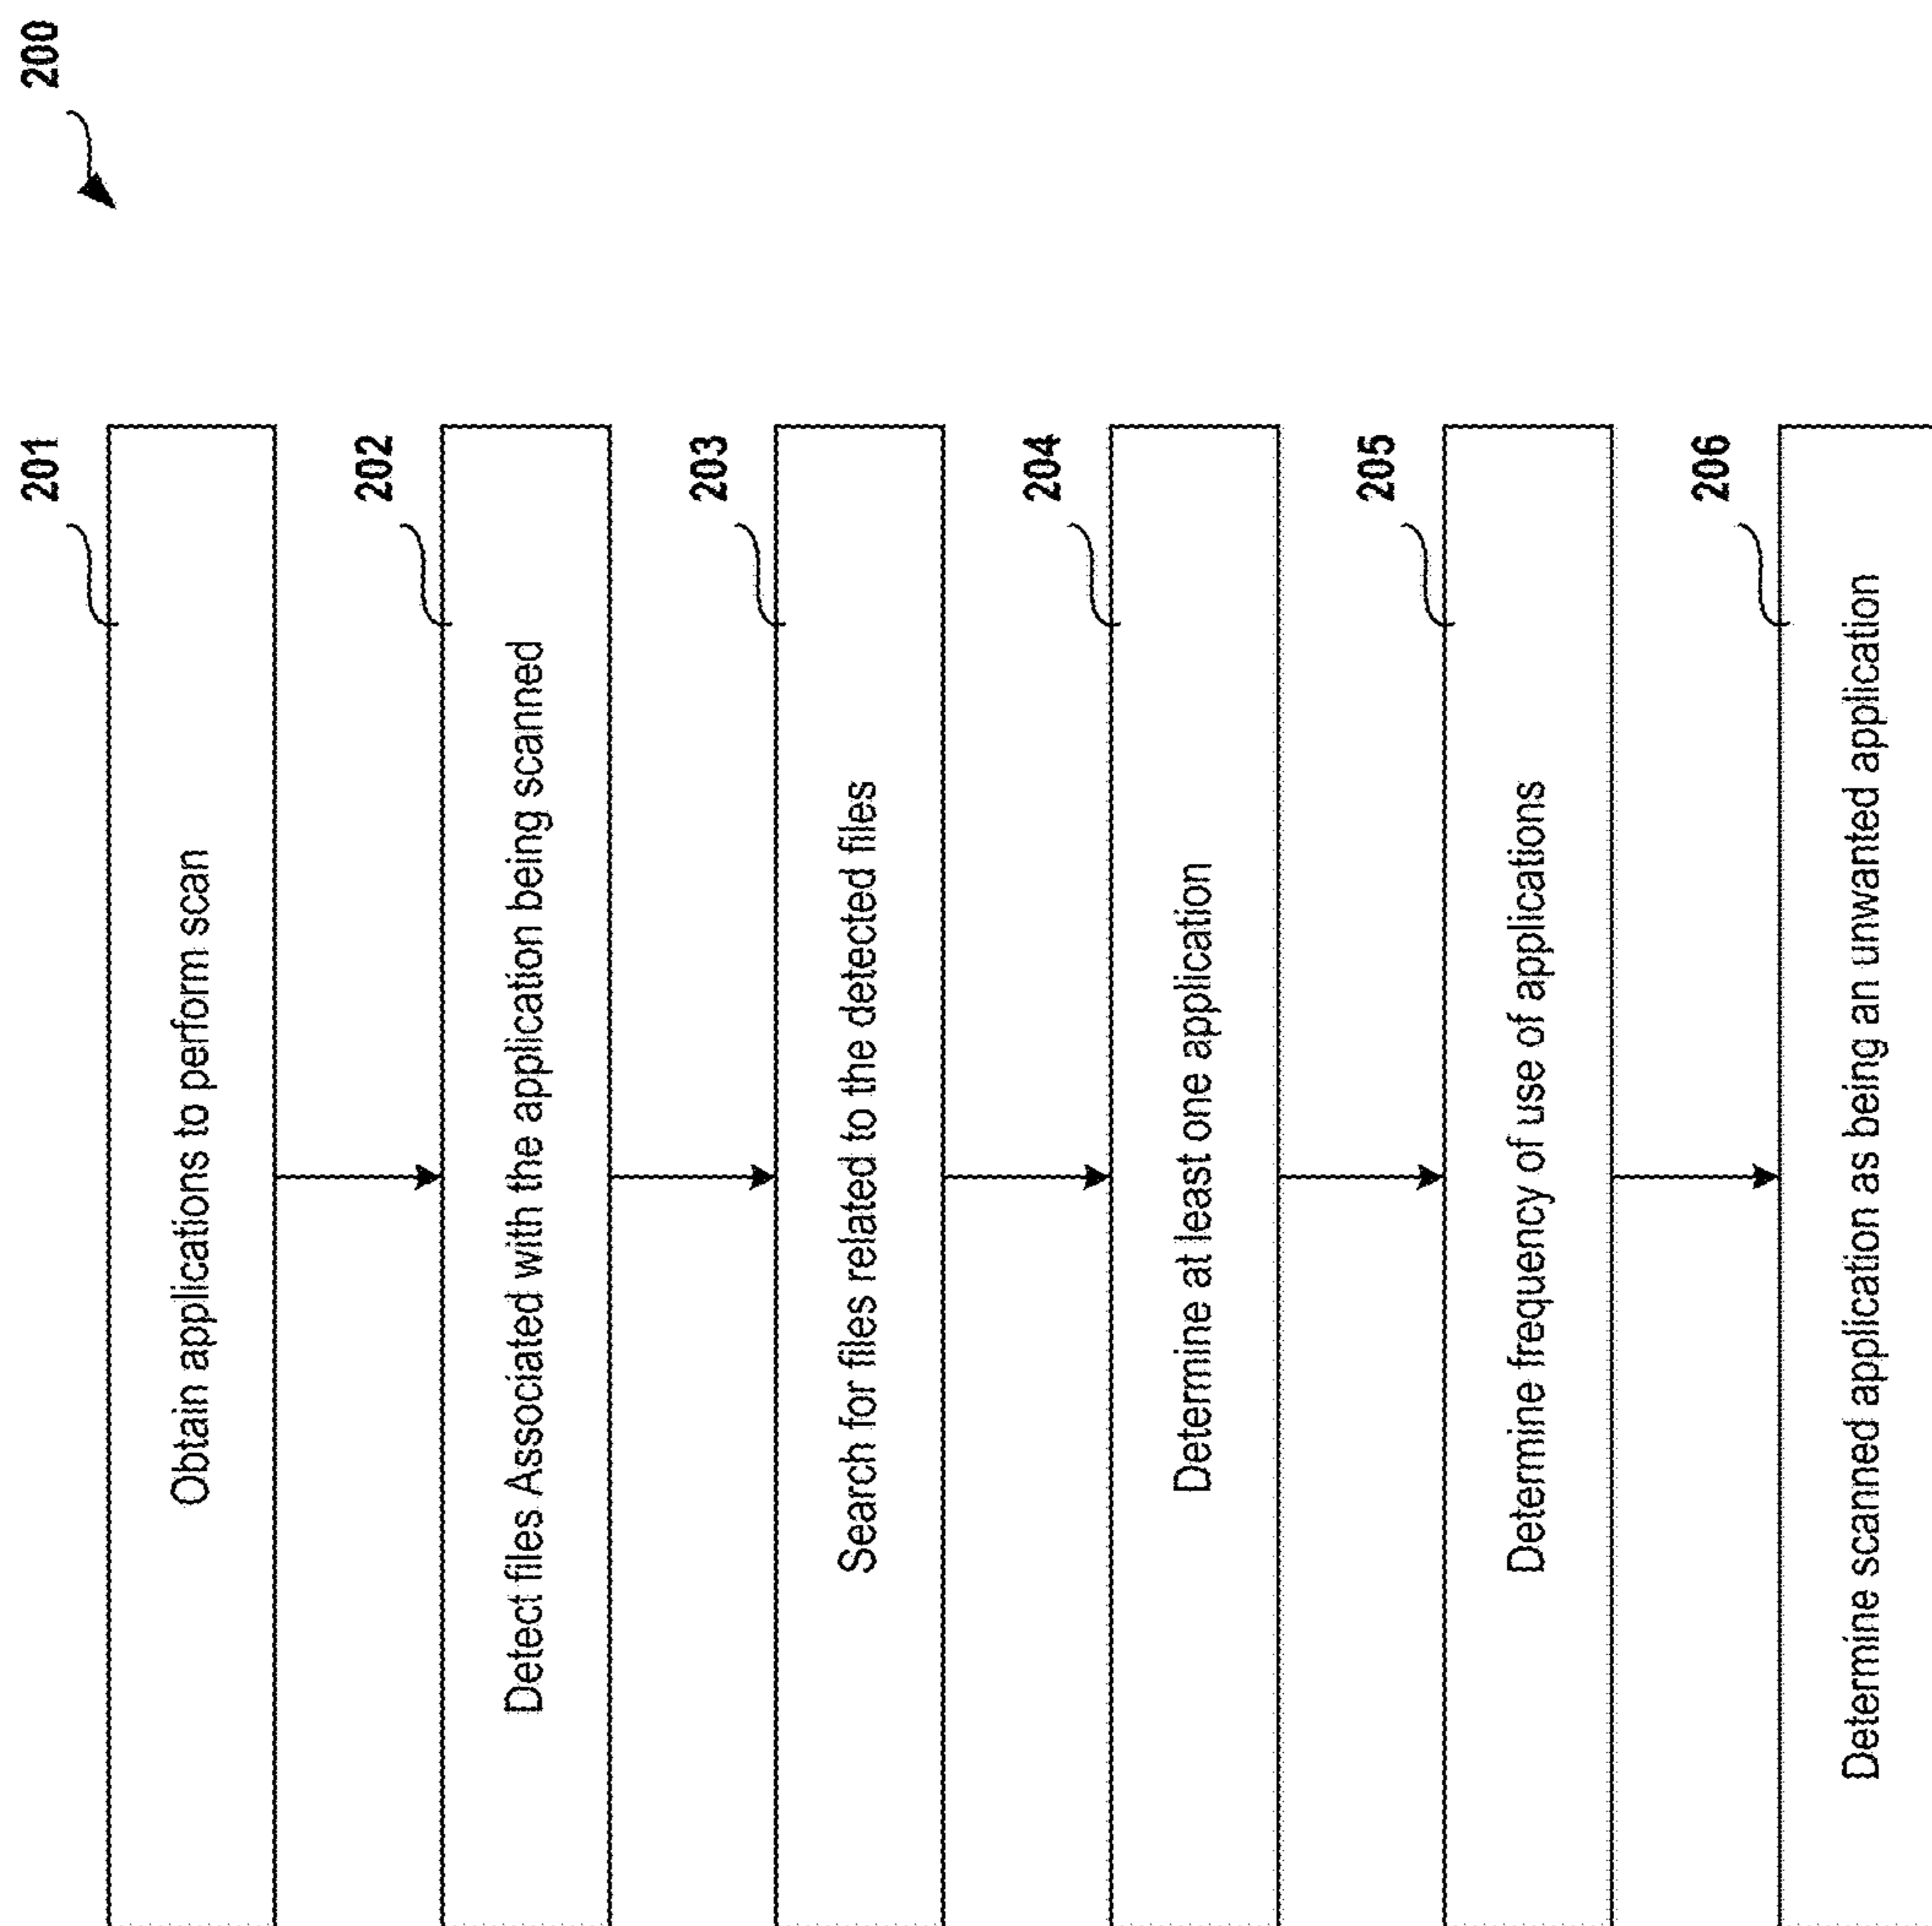 200
201
Obtain applications to perform scan
202
Detect files Associated with the application being scanned
203
Search for files related to the detected files
204
Determine at least one application
205
Determine frequency of use of applications
206
Determine scanned application as being an unwanted application